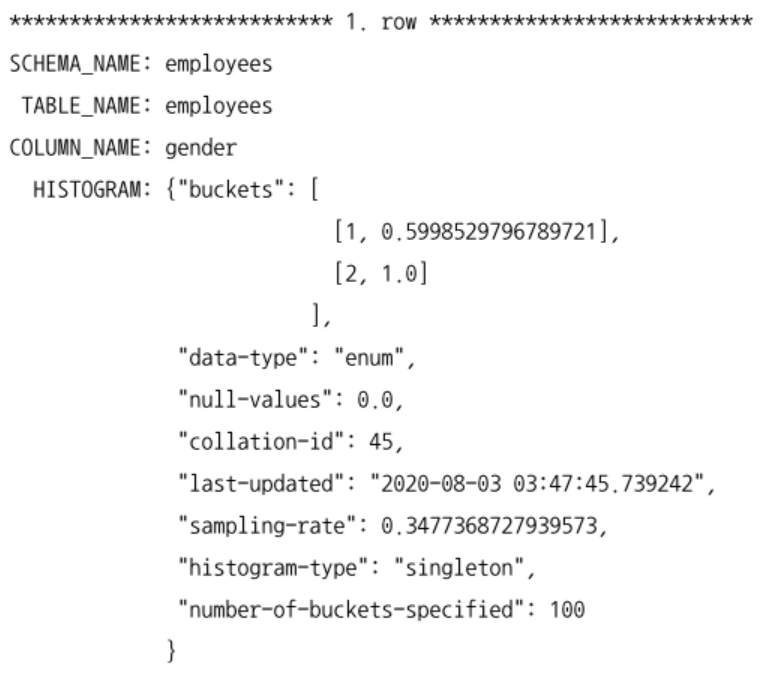 *************************** 1. row ***************************
SCHEMA_NAME: employees
TABLE_NAME: employees
COLUMN_NAME: gender
HISTOGRAM: {"buckets": [
[1, 0.5998529796789721],
[2, 1.0]
],
"data-type": "enum",
"null-values": 0.0,
"collation-id": 45,
"last-updated": "2020-08-03 03:47:45.739242",
"sampling-rate": 0.3477368727939573,
"histogram-type": "singleton",
"number-of-buckets-specified": 100
}